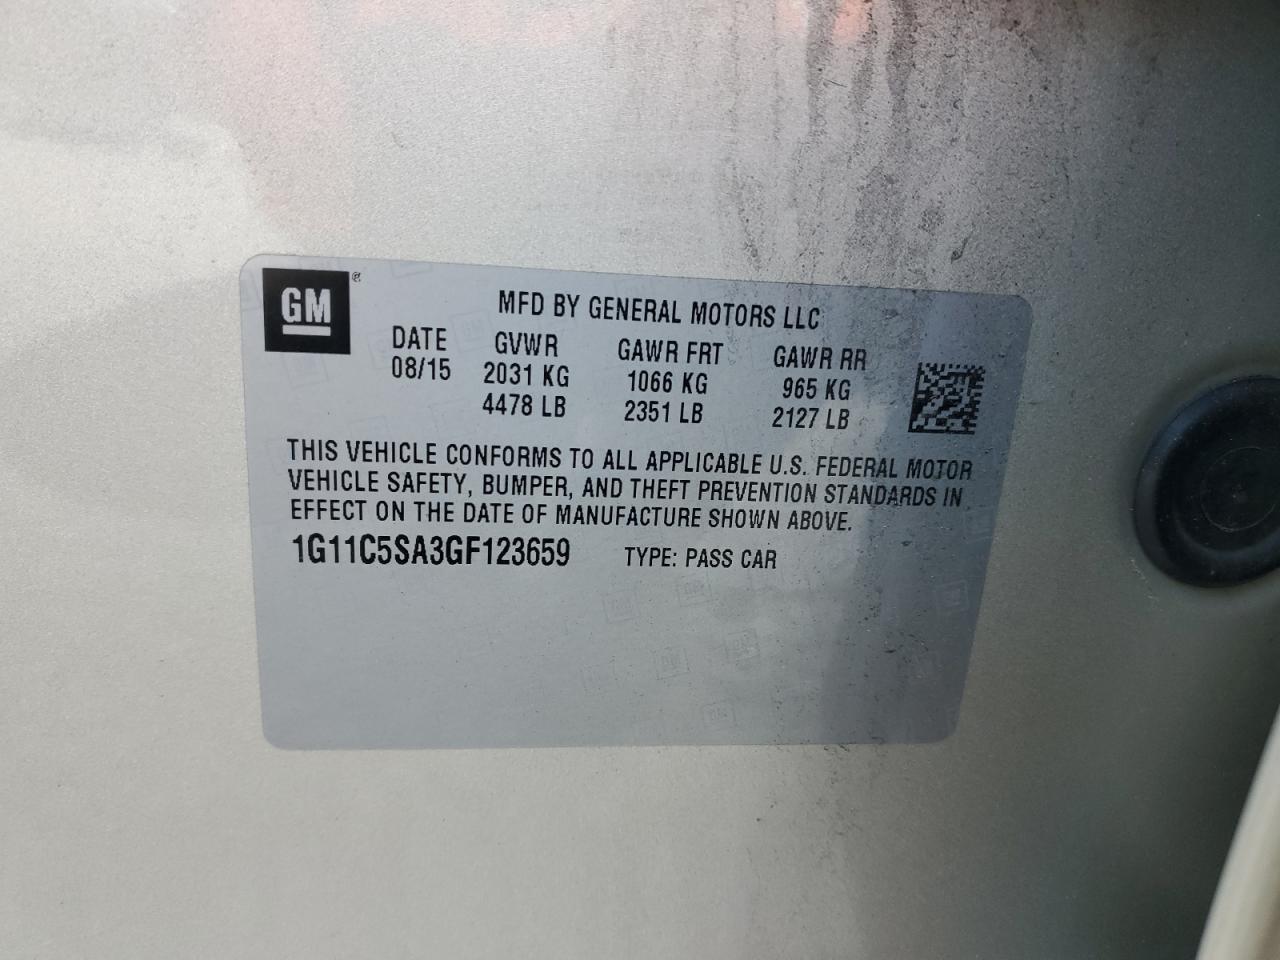 GM ®
MFD BY GENERAL MOTORS LLC
DATE GVWR GAWR FRT GAWR RR
08/15 2031 KG 1066 KG 965 KG
4478 LB 2351 LB 2127 LB
THIS VEHICLE CONFORMS TO ALL APPLICABLE U.S. FEDERAL MOTOR
VEHICLE SAFETY, BUMPER, AND THEFT PREVENTION STANDARDS IN
EFFECT ON THE DATE OF MANUFACTURE SHOWN ABOVE.
1G11C5SA3GF123659 TYPE: PASS CAR